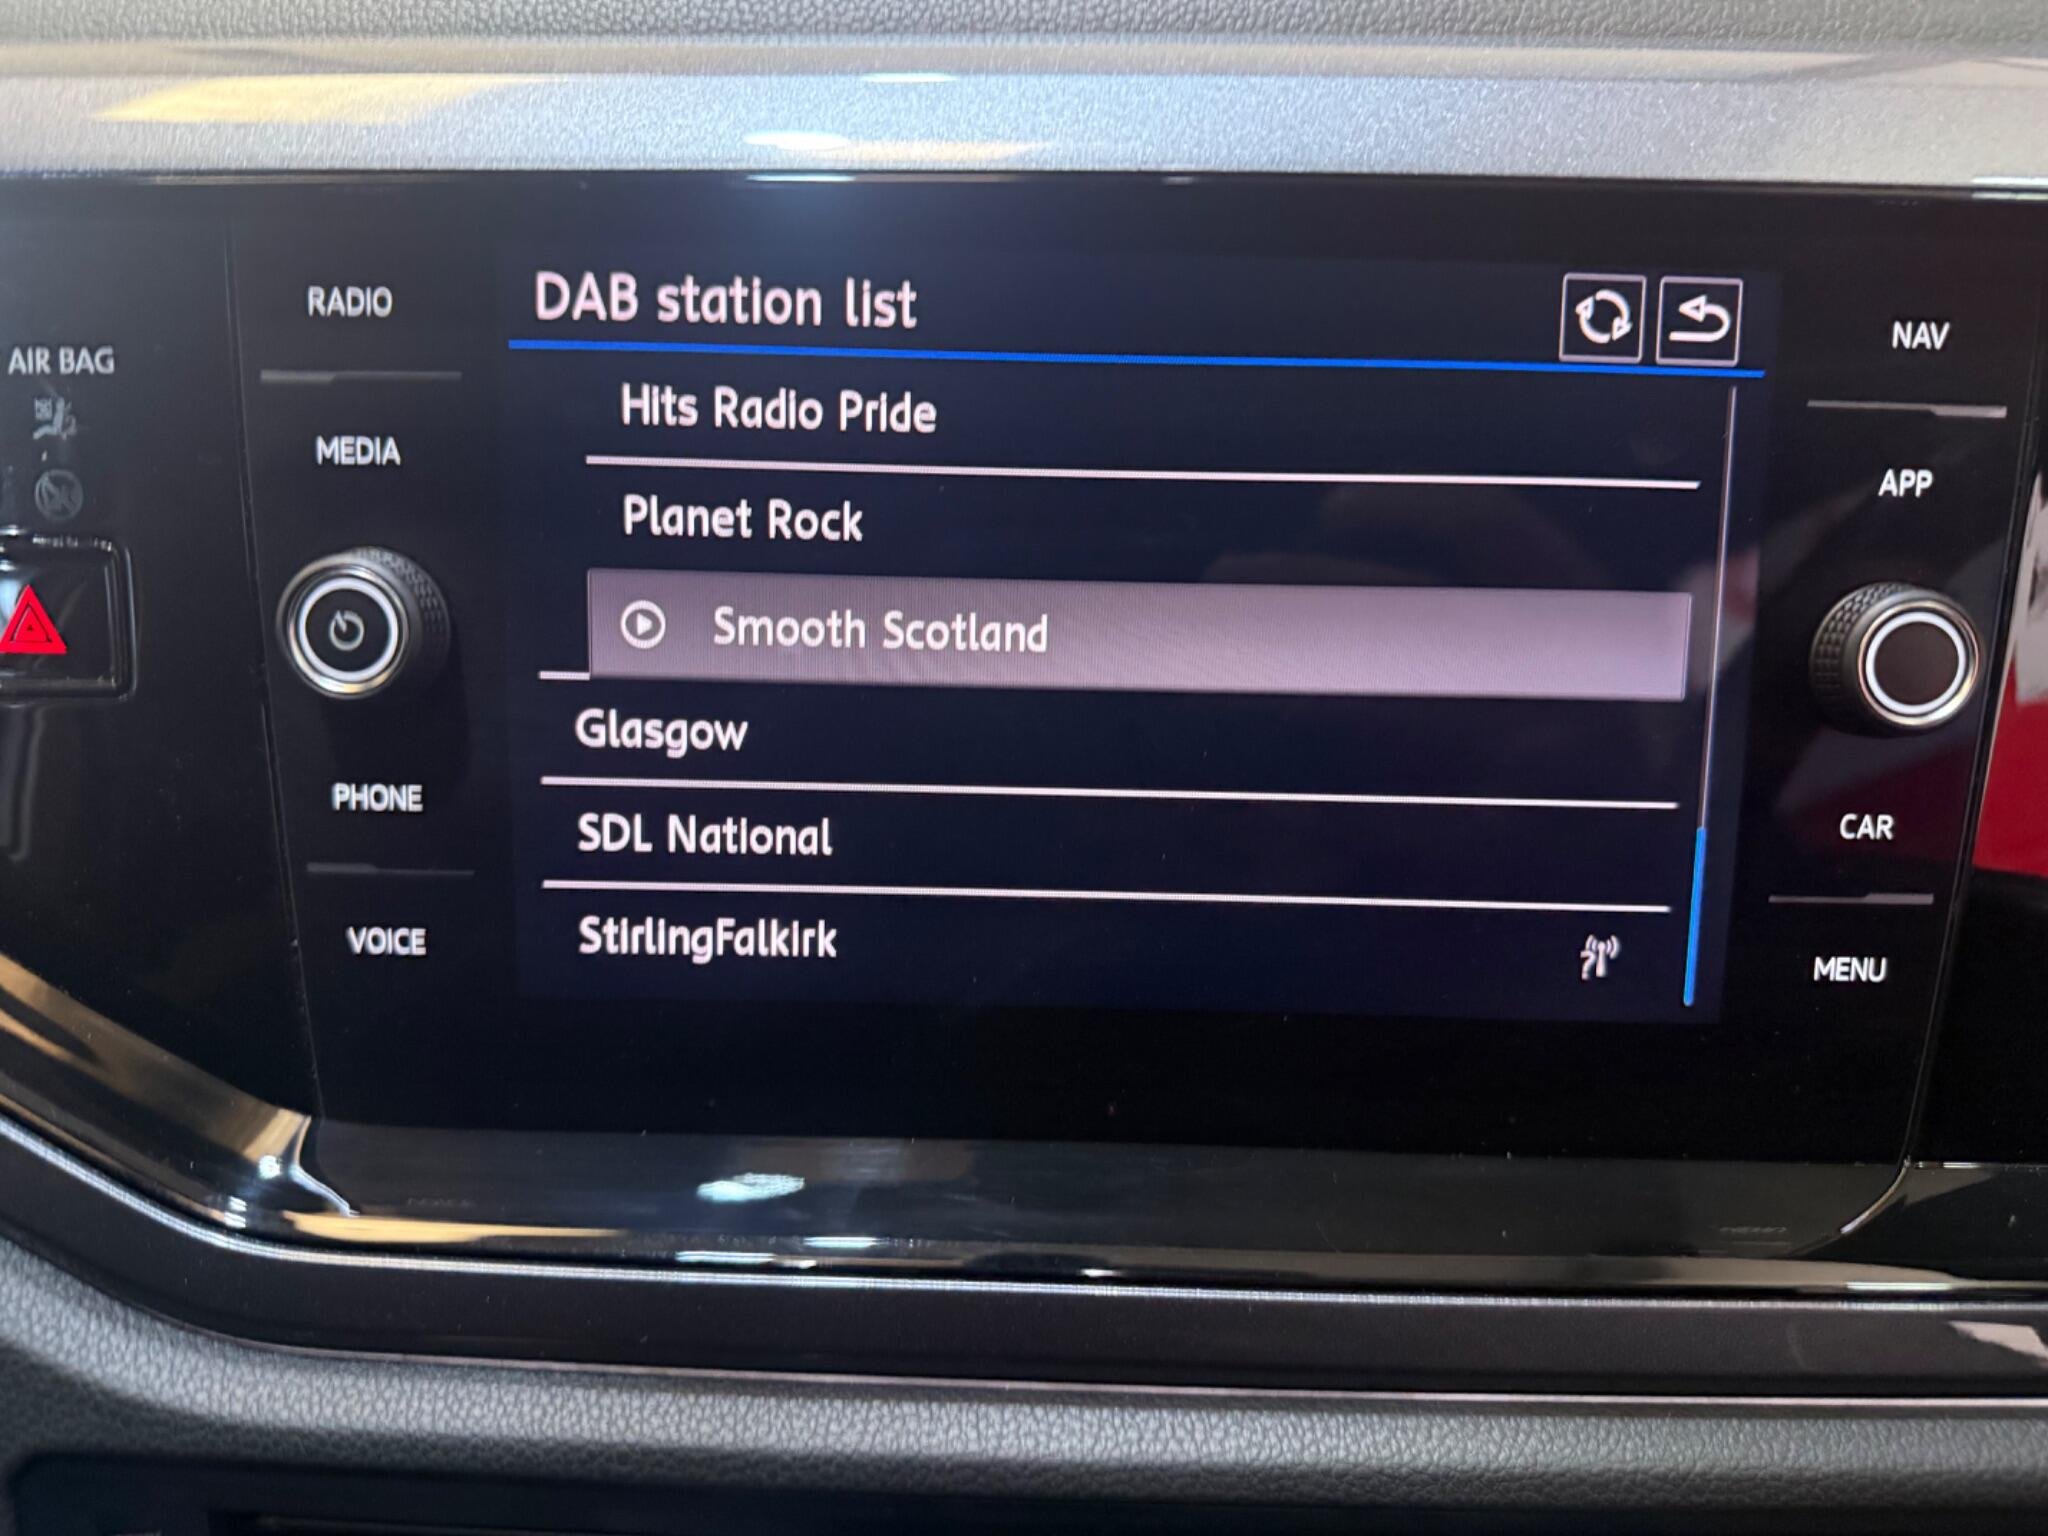 DAB station list
RADIO
NAV
AIR BAG
Hits Radio Pride
MEDIA
APP
Planet Rock
Smooth Scotland
Glasgow
PHONE
SDL National
CAR
StirlingFalkirk
VOICE
MENU